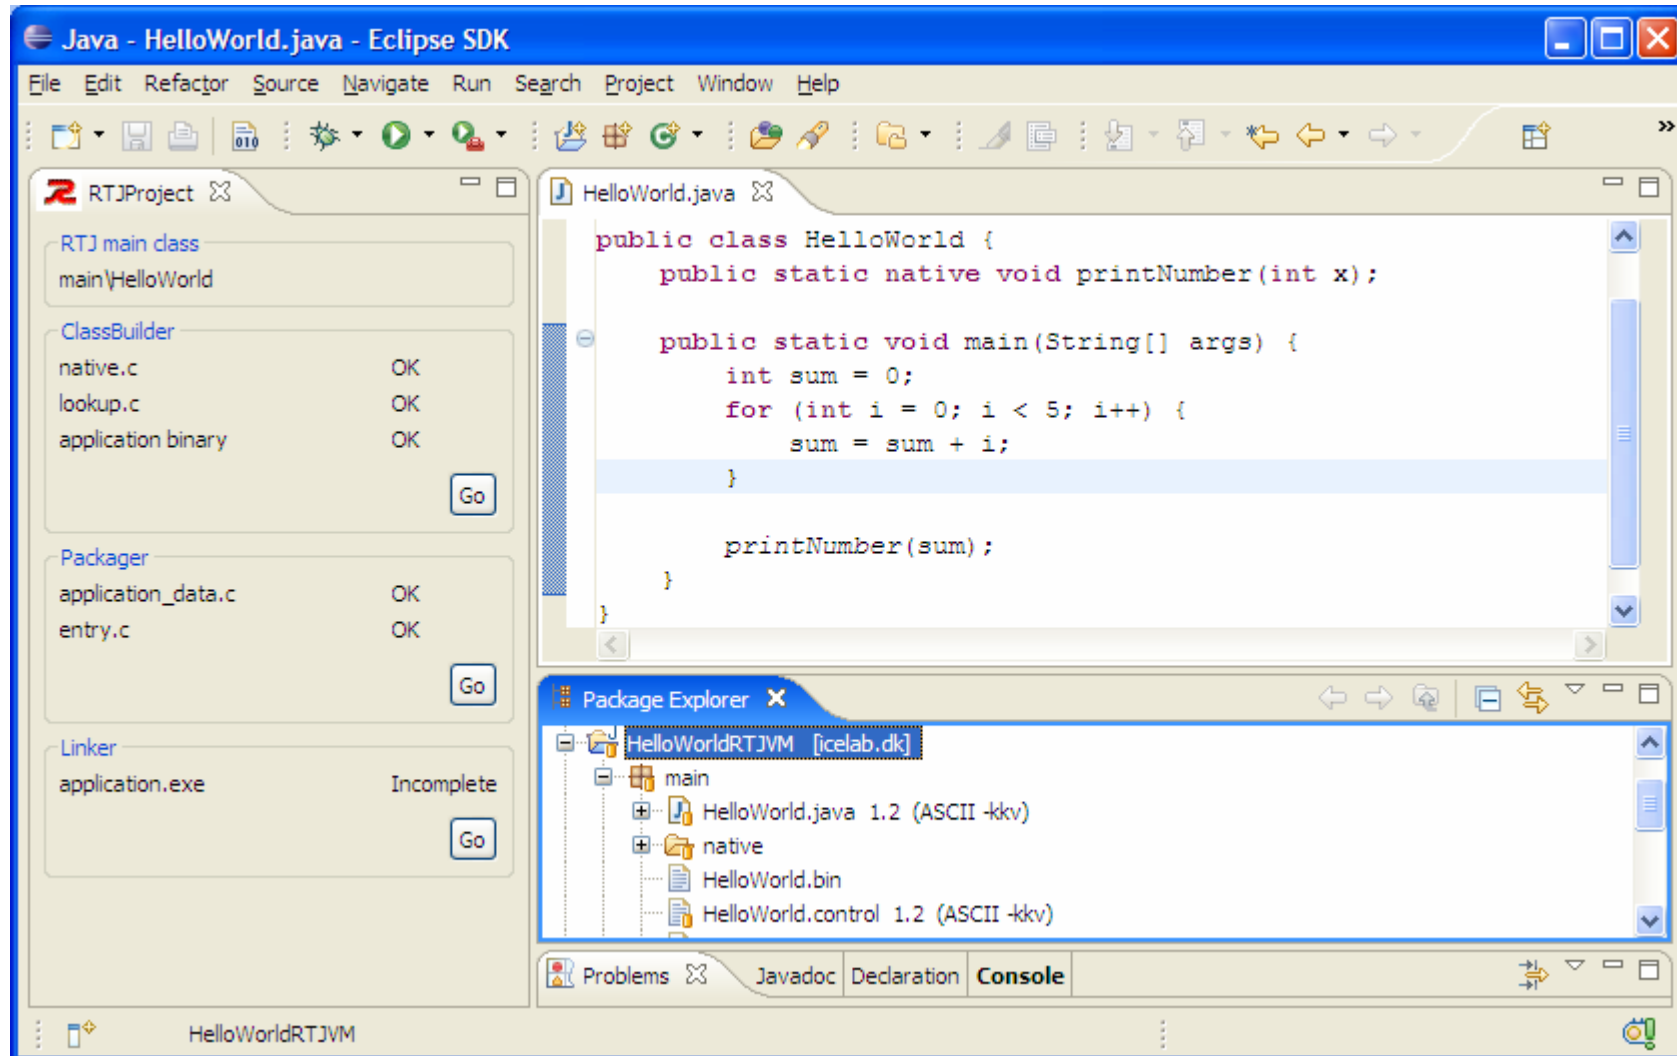 Java - HelloWorld.java - Eclipse SDK
File Edit Refactor Source Navigate Run Search Project Window Help
010
»
RTJProject
RTJ main class
main\HelloWorld
ClassBuilder
native.c OK
lookup.c OK
application binary OK
Go
Packager
application_data.c OK
entry.c OK
Go
Linker
application.exe Incomplete
Go
HelloWorld.java
public class HelloWorld {
public static native void printNumber(int x);
public static void main(String[] args) {
int sum = 0;
for (int i = 0; i < 5; i++) {
sum = sum + i;
}
printNumber(sum);
}
}
Package Explorer
HelloWorldRTJVM [icelab.dk]
main
HelloWorld.java 1.2 (ASCII -kkv)
native
HelloWorld.bin
HelloWorld.control 1.2 (ASCII -kkv)
Problems Javadoc Declaration Console
HelloWorldRTJVM